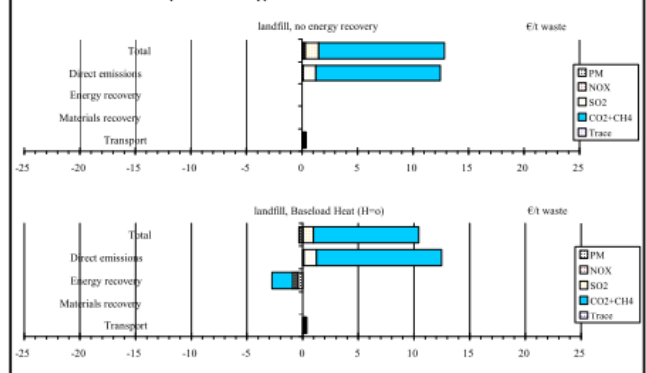 landfill, no energy recovery €/t waste
Total
Direct emissions
Energy recovery
Materials recovery
Transport
PM
NOX
SO2
CO2+CH4
Trace
-25 -20 -15 -10 -5 0 5 10 15 20 25
landfill, Baseload Heat (H=o) €/t waste
Total
Direct emissions
Energy recovery
Materials recovery
Transport
PM
NOX
SO2
CO2+CH4
Trace
-25 -20 -15 -10 -5 0 5 10 15 20 25